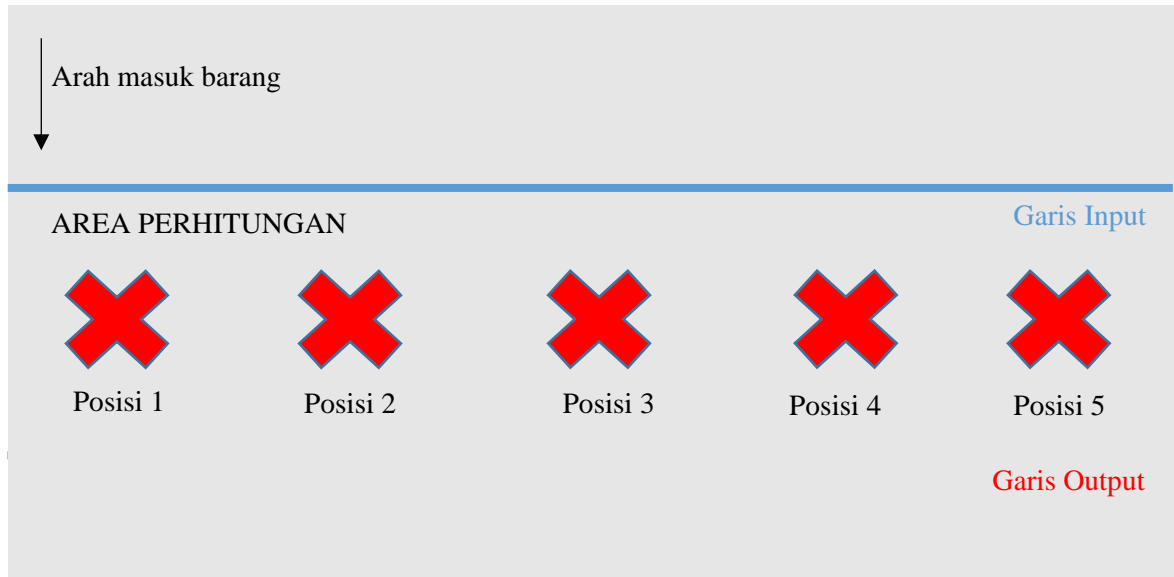 Arah masuk barang
Garis Input
AREA PERHITUNGAN
Posisi 1
Posisi 2
Posisi 3
Posisi 4
Posisi 5
Garis Output